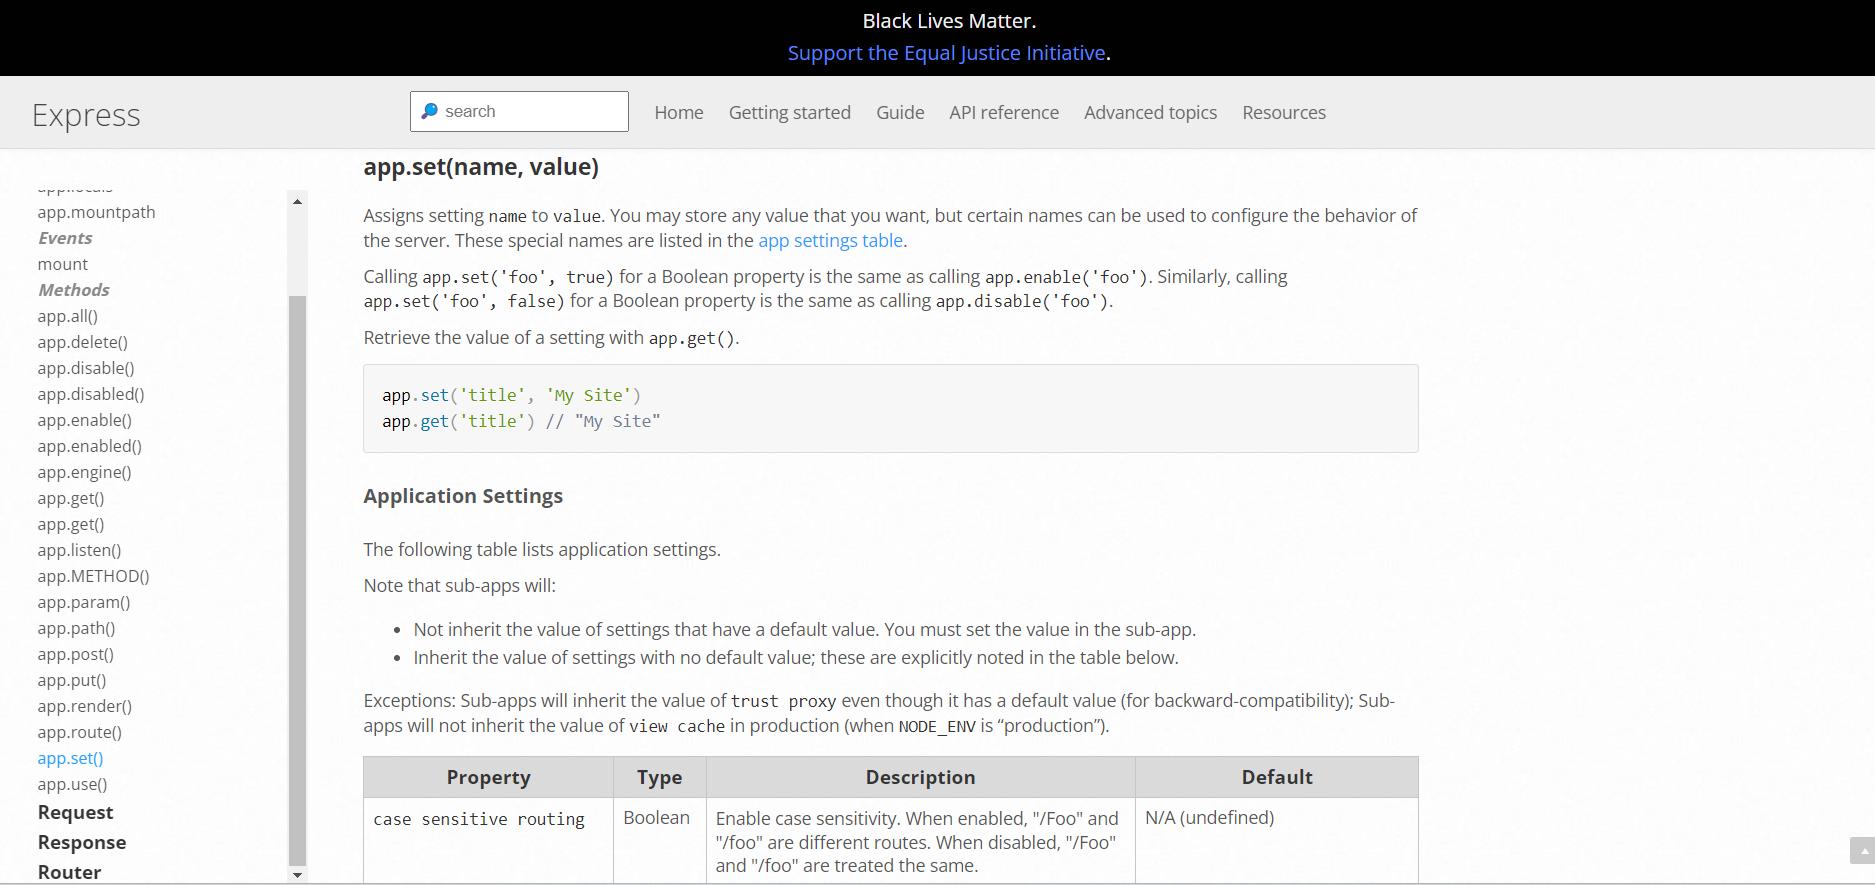 Black Lives Matter.
Support the Equal Justice Initiative.
Express
search
Home
Getting started
Guide
API reference
Advanced topics
Resources
app.locals
app.mountpath
Events
mount
Methods
app.all()
app.delete()
app.disable()
app.disabled()
app.enable()
app.enabled()
app.engine()
app.get()
app.get()
app.listen()
app.METHOD()
app.param()
app.path()
app.post()
app.put()
app.render()
app.route()
app.set()
app.use()
Request
Response
Router
app.set(name, value)
Assigns setting name to value. You may store any value that you want, but certain names can be used to configure the behavior of
the server. These special names are listed in the app settings table.
Calling app.set('foo', true) for a Boolean property is the same as calling app.enable('foo'). Similarly, calling
app.set('foo', false) for a Boolean property is the same as calling app.disable('foo').
Retrieve the value of a setting with app.get().
app.set('title', 'My Site')
app.get('title') // "My Site"
Application Settings
The following table lists application settings.
Note that sub-apps will:
• Not inherit the value of settings that have a default value. You must set the value in the sub-app.
• Inherit the value of settings with no default value; these are explicitly noted in the table below.
Exceptions: Sub-apps will inherit the value of trust proxy even though it has a default value (for backward-compatibility); Sub-
apps will not inherit the value of view cache in production (when NODE_ENV is “production”).
Property Type Description Default
case sensitive routing Boolean Enable case sensitivity. When enabled, "/Foo" and N/A (undefined)
"/foo" are different routes. When disabled, "/Foo"
and "/foo" are treated the same.